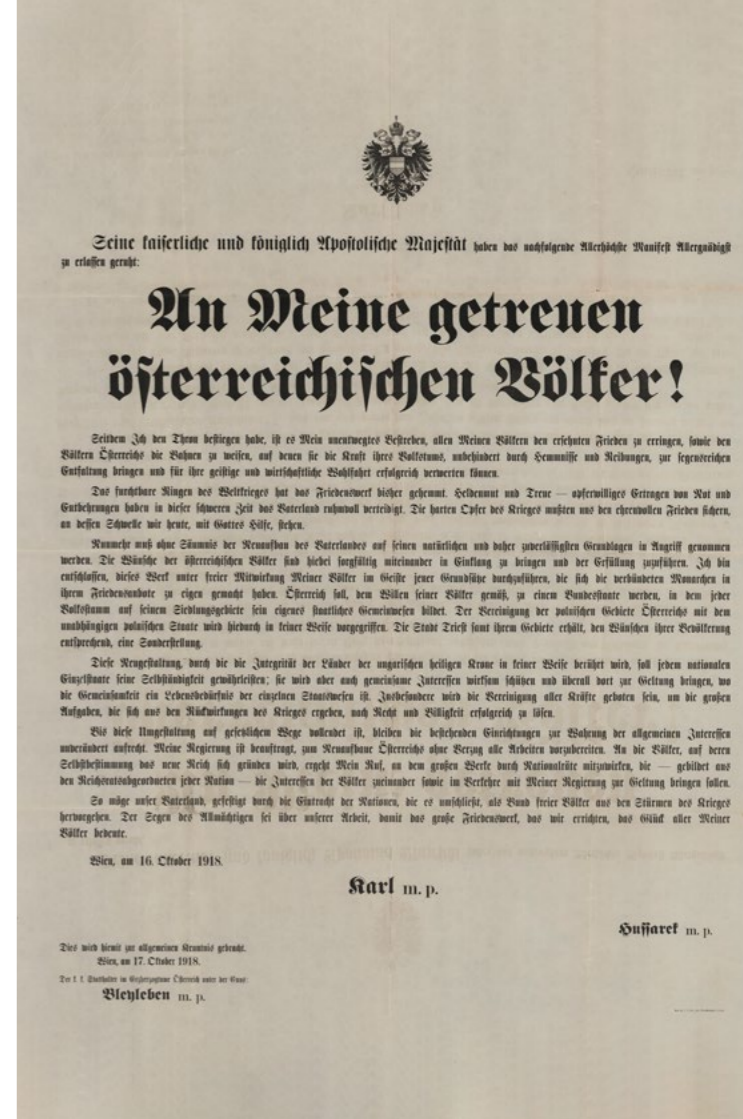 Seine kaiserliche und königlich Apostolische Majestät haben das nachfolgende Allerhöchste Manifest Allergnädigst
zu erlassen geruht:
An Meine getreuen
österreichischen Völker!
Seitdem Ich den Thron bestiegen habe, ist es Mein unentwegtes Bestreben, allen Meinen Völkern den ersehnten Frieden zu erringen, sowie den
Völkern Österreichs die Bahnen zu weisen, auf denen sie die Kraft ihres Volkstums, unbehindert durch Hemmnisse und Reibungen, zur segensreichen
Entfaltung bringen und für ihre geistige und wirtschaftliche Wohlfahrt erfolgreich verwerten können.
Das furchtbare Ringen des Weltkrieges hat das Friedenswerk bisher gehemmt. Heldenmut und Treue — opferwilliges Ertragen von Not und
Entbehrungen haben in dieser schweren Zeit das Vaterland ruhmvoll verteidigt. Die harten Opfer des Krieges mußten uns den ehrenvollen Frieden sichern,
an dessen Schwelle wir heute, mit Gottes Hilfe, stehen.
Nunmehr muß ohne Säumnis der Neuaufbau des Vaterlandes auf seinen natürlichen und daher zuverlässigsten Grundlagen in Angriff genommen
werden. Die Wünsche der österreichischen Völker sind hiebei sorgfältig miteinander in Einklang zu bringen und der Erfüllung zuzuführen. Ich bin
entschlossen, dieses Werk unter freier Mitwirkung Meiner Völker im Geiste jener Grundsätze durchzuführen, die sich die verbündeten Monarchen in
ihrem Friedensanbote zu eigen gemacht haben. Österreich soll, dem Willen seiner Völker gemäß, zu einem Bundesstaate werden, in dem jeder
Volksstamm auf seinem Siedlungsgebiete sein eigenes staatliches Gemeinwesen bildet. Der Vereinigung der polnischen Gebiete Österreichs mit dem
unabhängigen polnischen Staate wird hiedurch in keiner Weise vorgegriffen. Die Stadt Triest samt ihrem Gebiete erhält, den Wünschen ihrer Bevölkerung
entsprechend, eine Sonderstellung.
Diese Neugestaltung, durch die die Integrität der Länder der ungarischen heiligen Krone in keiner Weise berührt wird, soll jedem nationalen
Einzelstaate seine Selbständigkeit gewährleisten; sie wird aber auch gemeinsame Interessen wirksam schützen und überall dort zur Geltung bringen, wo
die Gemeinsamkeit ein Lebensbedürfnis der einzelnen Staatswesen ist. Insbesondere wird die Vereinigung aller Kräfte geboten sein, um die großen
Aufgaben, die sich aus den Rückwirkungen des Krieges ergeben, nach Recht und Billigkeit erfolgreich zu lösen.
Bis diese Umgestaltung auf gesetzlichem Wege vollendet ist, bleiben die bestehenden Einrichtungen zur Wahrung der allgemeinen Interessen
unverändert aufrecht. Meine Regierung ist beauftragt, zum Neuaufbaue Österreichs ohne Verzug alle Arbeiten vorzubereiten. An die Völker, auf deren
Selbstbestimmung das neue Reich sich gründen wird, ergeht Mein Ruf, an dem großen Werke durch Nationalräte mitzuwirken, die — gebildet aus
den Reichsratsabgeordneten jeder Nation — die Interessen der Völker zueinander sowie im Verkehre mit Meiner Regierung zur Geltung bringen sollen.
So möge unser Vaterland, gefestigt durch die Eintracht der Nationen, die es umschließt, als Bund freier Völker aus den Stürmen des Krieges
hervorgehen. Der Segen des Allmächtigen sei über unserer Arbeit, damit das große Friedenswerk, das wir errichten, das Glück aller Meiner
Völker bedeute.
Wien, am 16. Oktober 1918.
Karl m. p.
Hussarek m. p.
Dies wird hiemit zur allgemeinen Kenntnis gebracht.
Wien, am 17. Oktober 1918.
Der k. k. Statthalter im Erzherzogtume Österreich unter der Enns:
Bleyleben m. p.